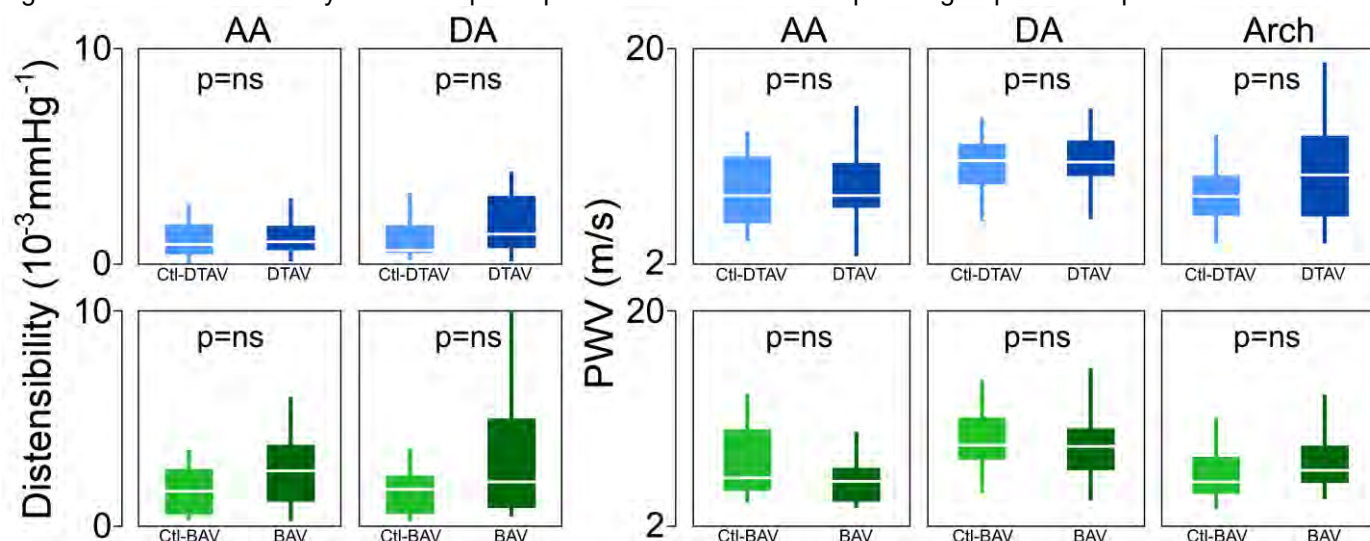 AA DA AA DA Arch
10 20
p=ns p=ns p=ns p=ns p=ns
Distensibility (10-3mmHg-1)
PWV (m/s)
0 2
Ctl-DTAV DTAV Ctl-DTAV DTAV Ctl-DTAV DTAV Ctl-DTAV DTAV Ctl-DTAV DTAV
10 20
p=ns p=ns p=ns p=ns p=ns
0 2
Ctl-BAV BAV Ctl-BAV BAV Ctl-BAV BAV Ctl-BAV BAV Ctl-BAV BAV